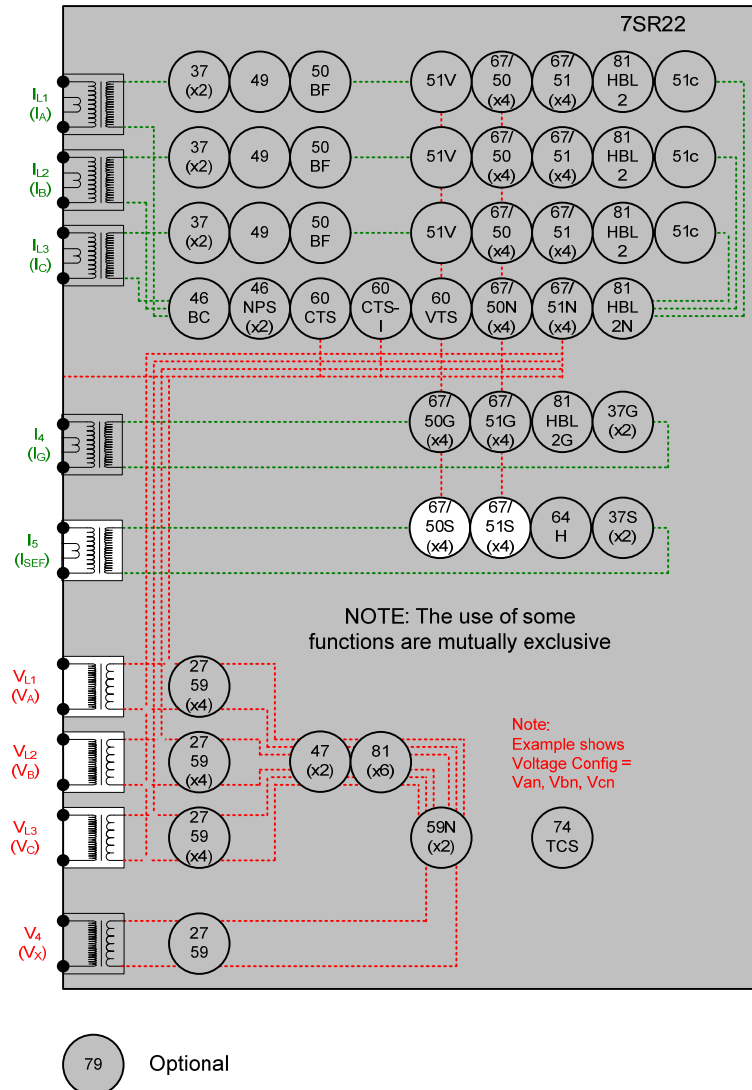 7SR22
IL1
(IA)
37
(x2)
49
50
BF
51V
67/
50
(x4)
67/
51
(x4)
81
HBL
2
51c
IL2
(IB)
37
(x2)
49
50
BF
51V
67/
50
(x4)
67/
51
(x4)
81
HBL
2
51c
IL3
(IC)
37
(x2)
49
50
BF
51V
67/
50
(x4)
67/
51
(x4)
81
HBL
2
51c
46
BC
46
NPS
(x2)
60
CTS
60
CTS-
I
60
VTS
67/
50N
(x4)
67/
51N
(x4)
81
HBL
2N
I4
(IG)
67/
50G
(x4)
67/
51G
(x4)
81
HBL
2G
37G
(x2)
I5
(ISEF)
67/
50S
(x4)
67/
51S
(x4)
64
H
37S
(x2)
NOTE: The use of some
functions are mutually exclusive
VL1
(VA)
27
59
(x4)
VL2
(VB)
27
59
(x4)
47
(x2)
81
(x6)
Note:
Example shows
Voltage Config =
Van, Vbn, Vcn
VL3
(VC)
27
59
(x4)
59N
(x2)
74
TCS
V4
(VX)
27
59
79
Optional